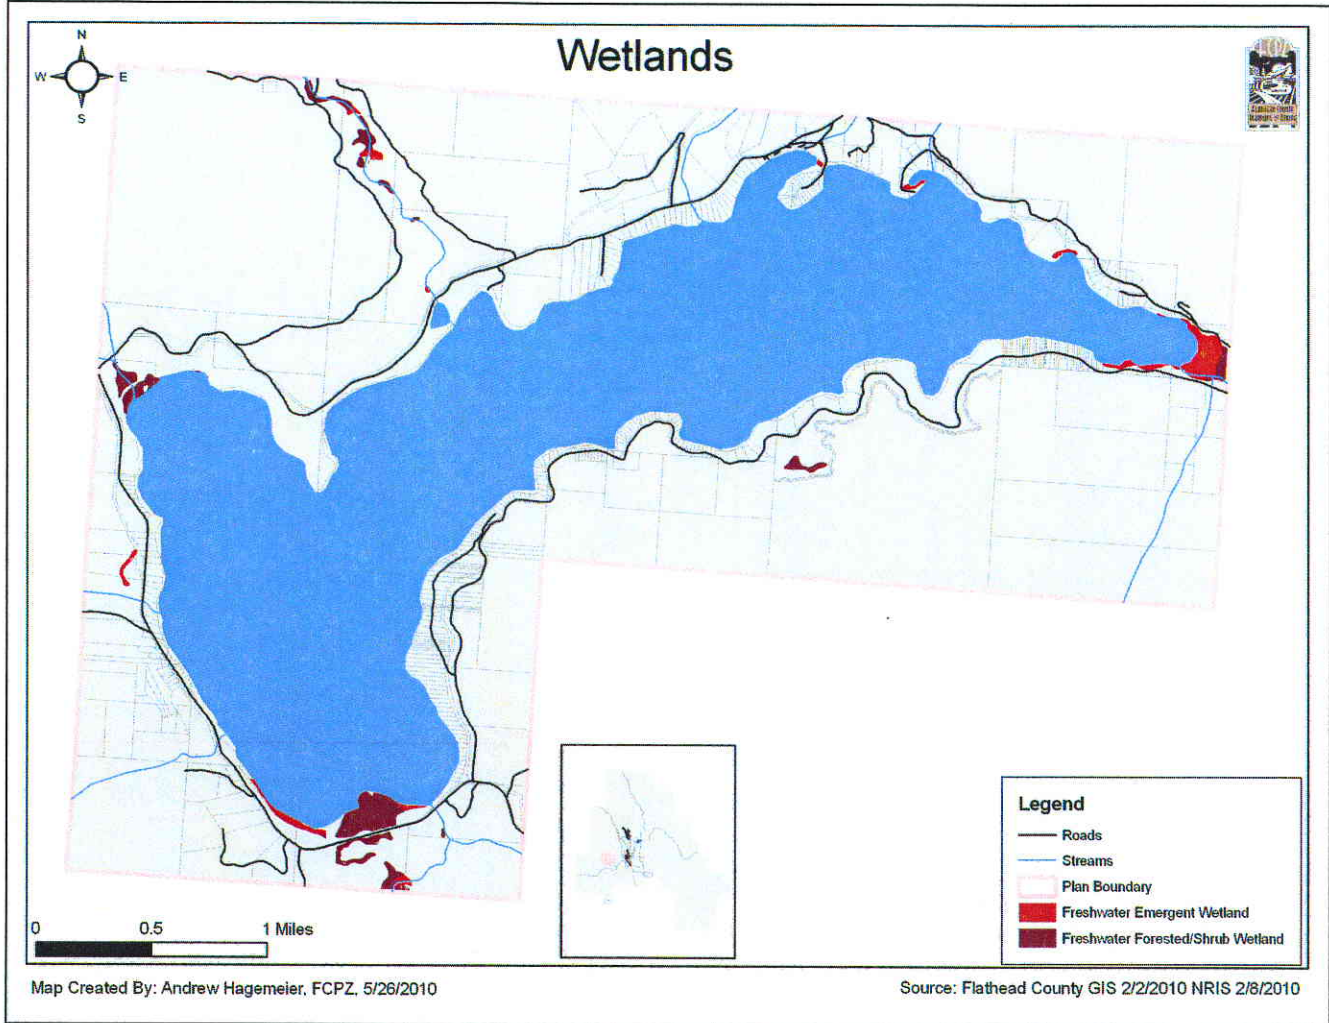 Wetlands
N
W E
S
Legend
Roads
Streams
Plan Boundary
Freshwater Emergent Wetland
Freshwater Forested/Shrub Wetland
0 0.5 1 Miles
Map Created By: Andrew Hagemeier, FCPZ, 5/26/2010
Source: Flathead County GIS 2/2/2010 NRIS 2/8/2010